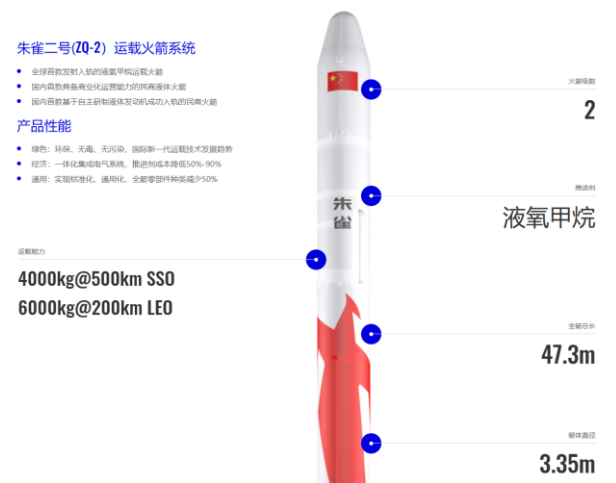 朱雀二号(ZQ-2）运载火箭系统
全球首款发射入轨的液氧甲烷运载火箭
国内首款具备商业化运营能力的民商液体火箭
国内首款基于自主研制液体发动机成功入轨的民商火箭
产品性能
绿色：环保、无毒、无污染，国际新一代运载技术发展趋势
经济：一体化集成电气系统，推进剂成本降低50%-90%
通用：实现标准化、通用化，全箭零部件种类减少50%
运载能力
4000kg@500km SSO
6000kg@200km LEO
朱
雀
火箭级数
2
推进剂
液氧甲烷
全箭总长
47.3m
箭体直径
3.35m